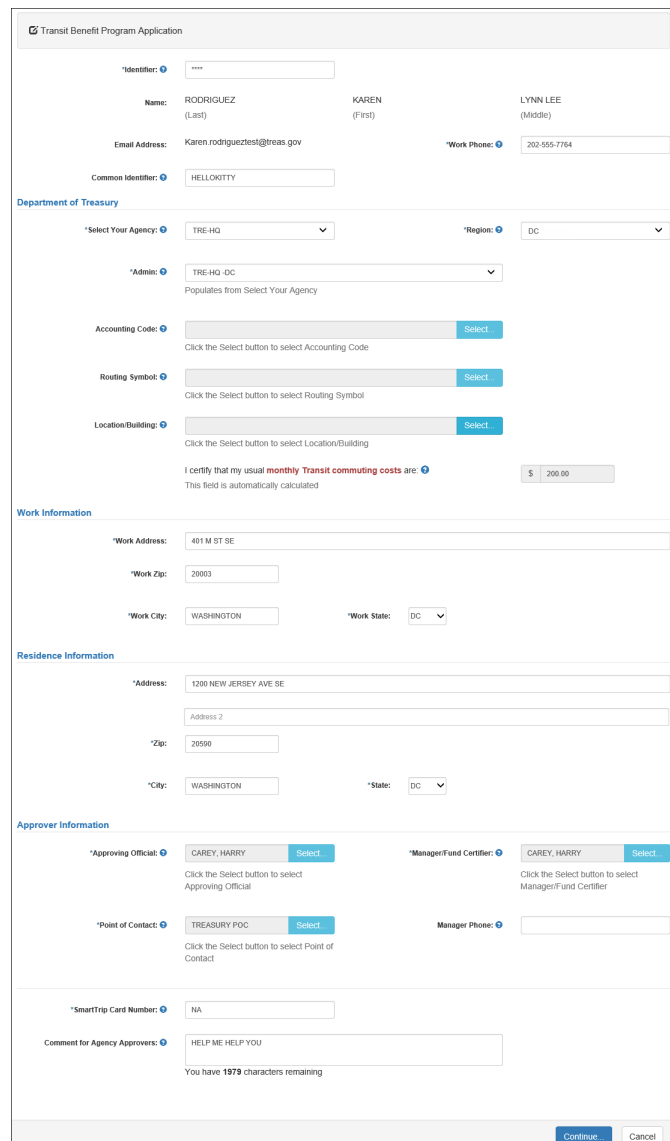 Transit Benefit Program Application
*Identifier: ****
Name: RODRIGUEZ KAREN LYNN LEE
(Last) (First) (Middle)
Email Address: Karen.rodrigueztest@treas.gov *Work Phone: 202-555-7764
Common Identifier: HELLOKITTY
Department of Treasury
*Select Your Agency: TRE-HQ *Region: DC
*Admin: TRE-HQ -DC
Populates from Select Your Agency
Accounting Code: Select...
Click the Select button to select Accounting Code
Routing Symbol: Select...
Click the Select button to select Routing Symbol
Location/Building: Select...
Click the Select button to select Location/Building
I certify that my usual monthly Transit commuting costs are: $ 200.00
This field is automatically calculated
Work Information
*Work Address: 401 M ST SE
*Work Zip: 20003
*Work City: WASHINGTON *Work State: DC
Residence Information
*Address: 1200 NEW JERSEY AVE SE
Address 2
*Zip: 20590
*City: WASHINGTON *State: DC
Approver Information
*Approving Official: CAREY, HARRY Select... *Manager/Fund Certifier: CAREY, HARRY Select...
Click the Select button to select Click the Select button to select
Approving Official Manager/Fund Certifier
*Point of Contact: TREASURY POC Select... Manager Phone:
Click the Select button to select Point of
Contact
*SmartTrip Card Number: NA
Comment for Agency Approvers: HELP ME HELP YOU
You have 1979 characters remaining
Continue... Cancel